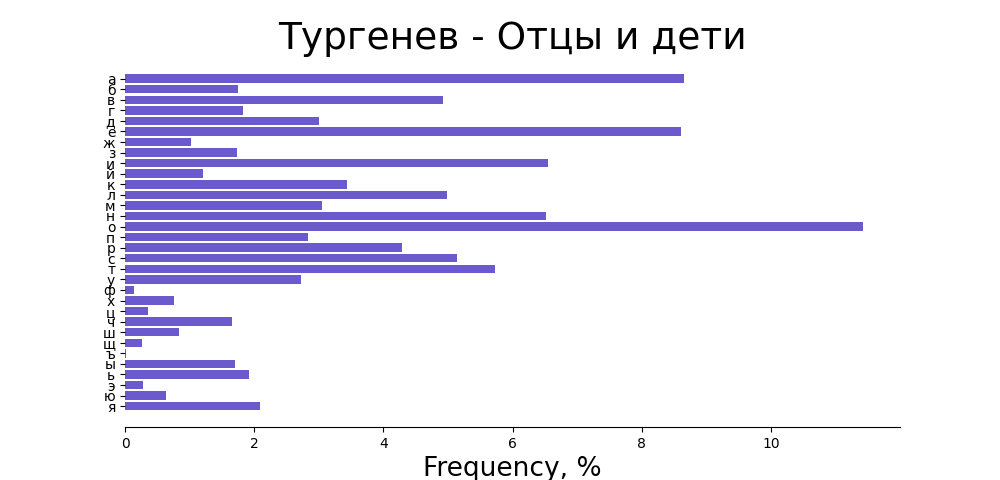 Тургенев - Отцы и дети
а
б
в
г
д
е
ж
з
и
й
к
л
м
н
о
п
р
с
т
у
ф
х
ц
ч
ш
щ
ъ
ы
ь
э
ю
я
0 2 4 6 8 10
Frequency, %